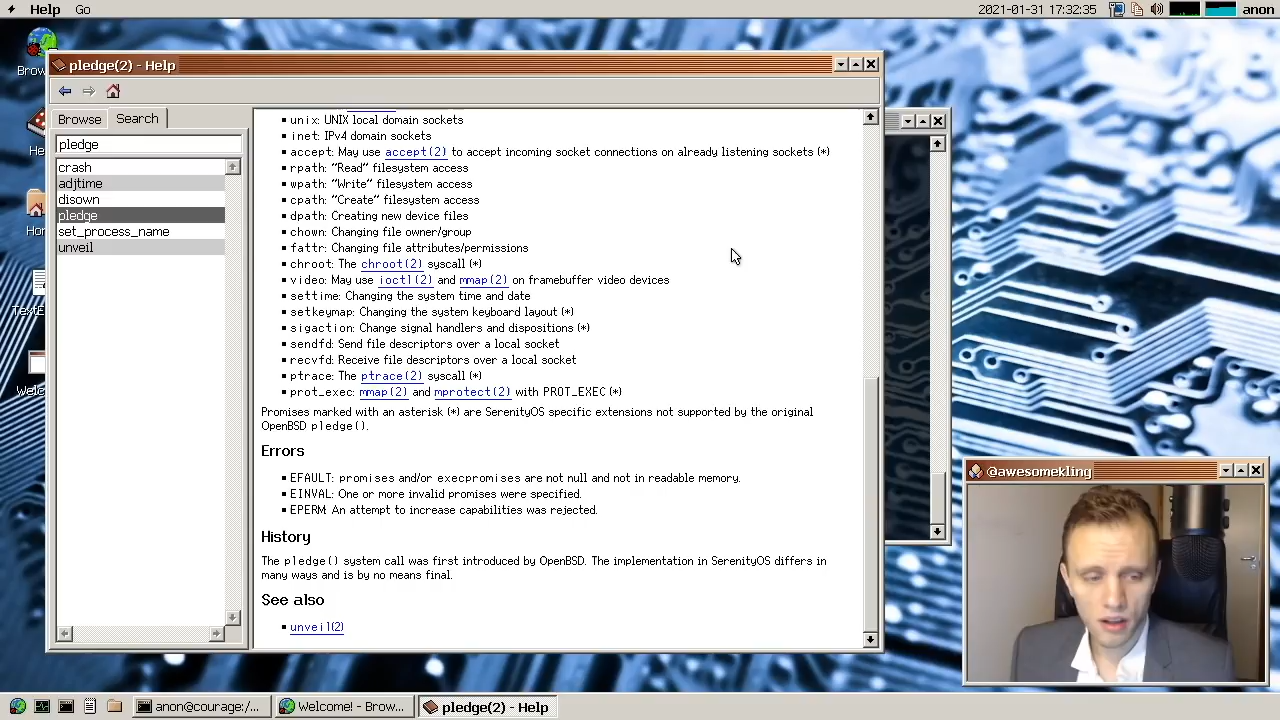 Help Go
2021-01-31 17:32:35
anon
pledge(2) - Help
Browse
Search
pledge
crash
adjtime
disown
pledge
set_process_name
unveil
unix: UNIX local domain sockets
inet: IPv4 domain sockets
accept: May use accept(2) to accept incoming socket connections on already listening sockets (*)
rpath: "Read" filesystem access
wpath: "Write" filesystem access
cpath: "Create" filesystem access
dpath: Creating new device files
chown: Changing file owner/group
fattr: Changing file attributes/permissions
chroot: The chroot(2) syscall (*)
video: May use ioctl(2) and mmap(2) on framebuffer video devices
settime: Changing the system time and date
setkeymap: Changing the system keyboard layout (*)
sigaction: Change signal handlers and dispositions (*)
sendfd: Send file descriptors over a local socket
recvfd: Receive file descriptors over a local socket
ptrace: The ptrace(2) syscall (*)
prot_exec: mmap(2) and mprotect(2) with PROT_EXEC (*)
Promises marked with an asterisk (*) are SerenityOS specific extensions not supported by the original
OpenBSD pledge().
Errors
EFAULT: promises and/or execpromises are not null and not in readable memory.
EINVAL: One or more invalid promises were specified.
EPERM: An attempt to increase capabilities was rejected.
History
The pledge() system call was first introduced by OpenBSD. The implementation in SerenityOS differs in
many ways and is by no means final.
See also
unveil(2)
@awesomekling
Brow
He
Hor
TextE
Welc
anon@courage:/...
Welcome! - Brow...
pledge(2) - Help